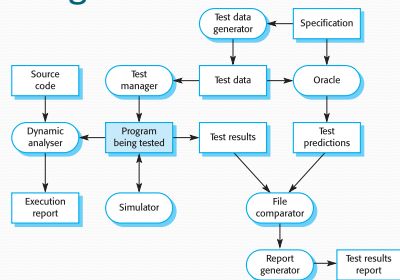 Test data
generator
Specification
Source
code
Test
manager
Test data
Oracle
Dynamic
analyser
Program
being tested
Test results
Test
predictions
Execution
report
Simulator
File
comparator
Report
generator
Test results
report